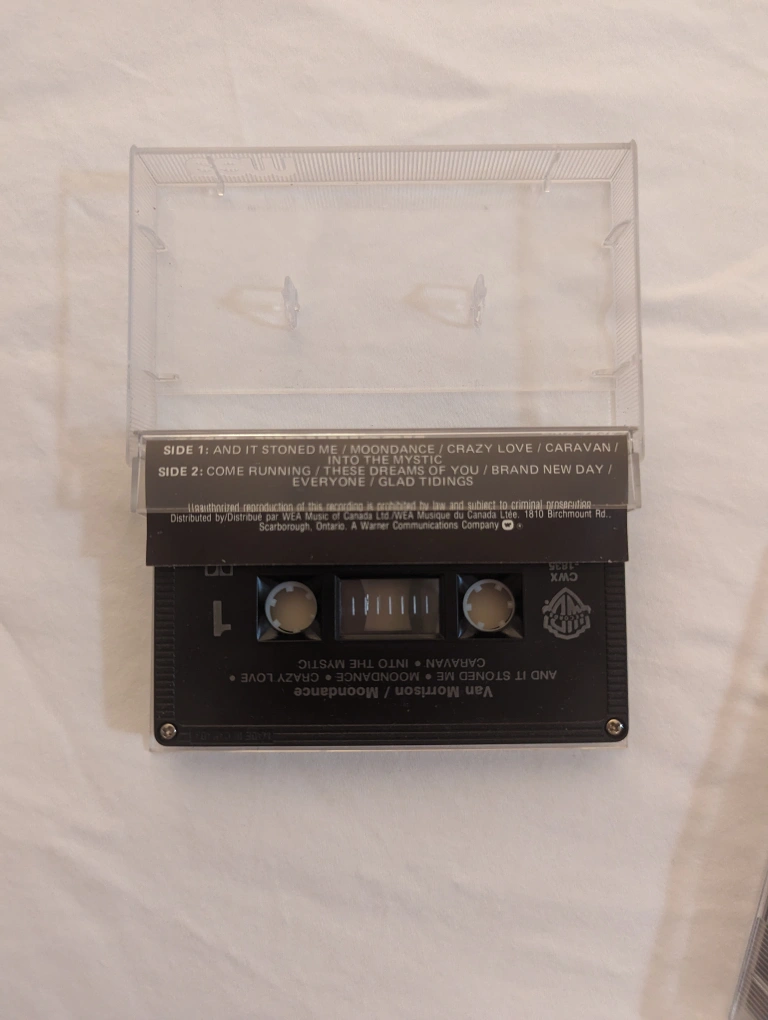 SIDE 1: AND IT STONED ME / MOONDANCE / CRAZY LOVE / CARAVAN /
INTO THE MYSTIC
SIDE 2: COME RUNNING / THESE DREAMS OF YOU / BRAND NEW DAY /
EVERYONE / GLAD TIDINGS
Unauthorized reproduction of this recording is prohibited by law and subject to criminal prosecution.
Distributed by/Distribué par WEA Music of Canada Ltd./WEA Musique du Canada Ltée. 1810 Birchmount Rd.,
Scarborough, Ontario. A Warner Communications Company
Van Morrison / Moondance
AND IT STONED ME • MOONDANCE • CRAZY LOVE •
CARAVAN • INTO THE MYSTIC
1
CWX
-1835